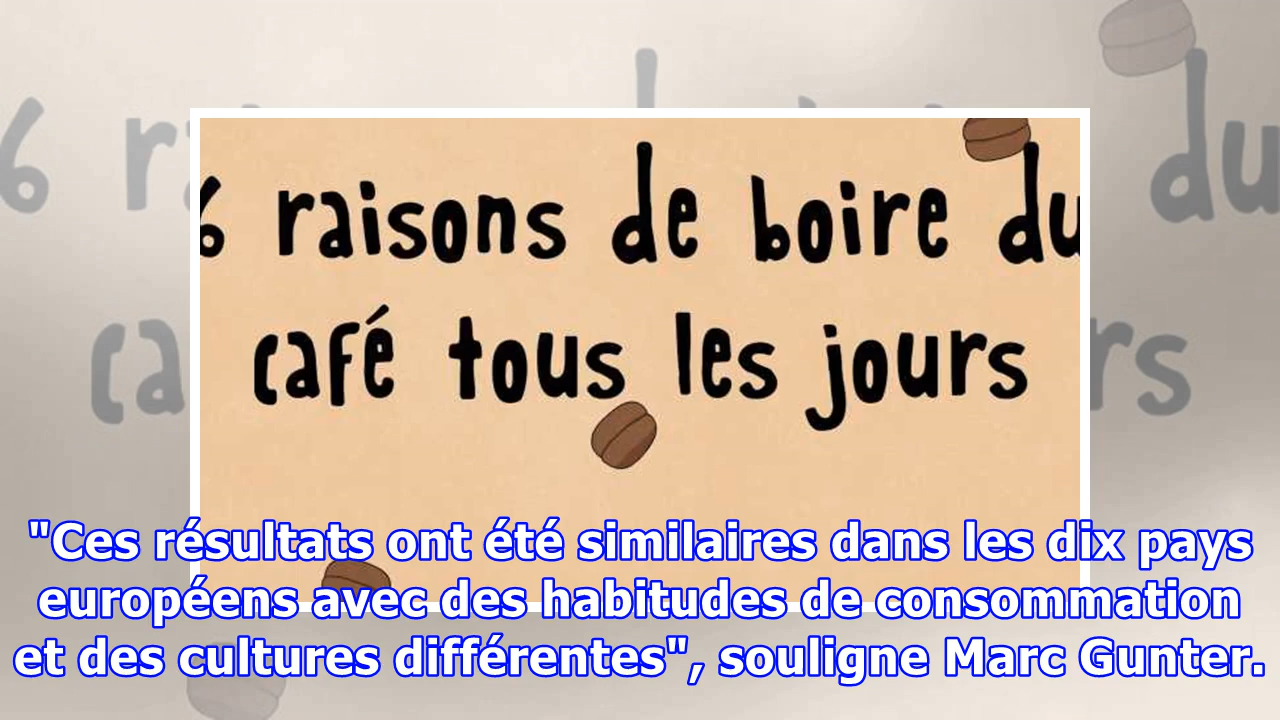 6 raisons de boire du
café tous les jours
"Ces résultats ont été similaires dans les dix pays
européens avec des habitudes de consommation
et des cultures différentes", souligne Marc Gunter.